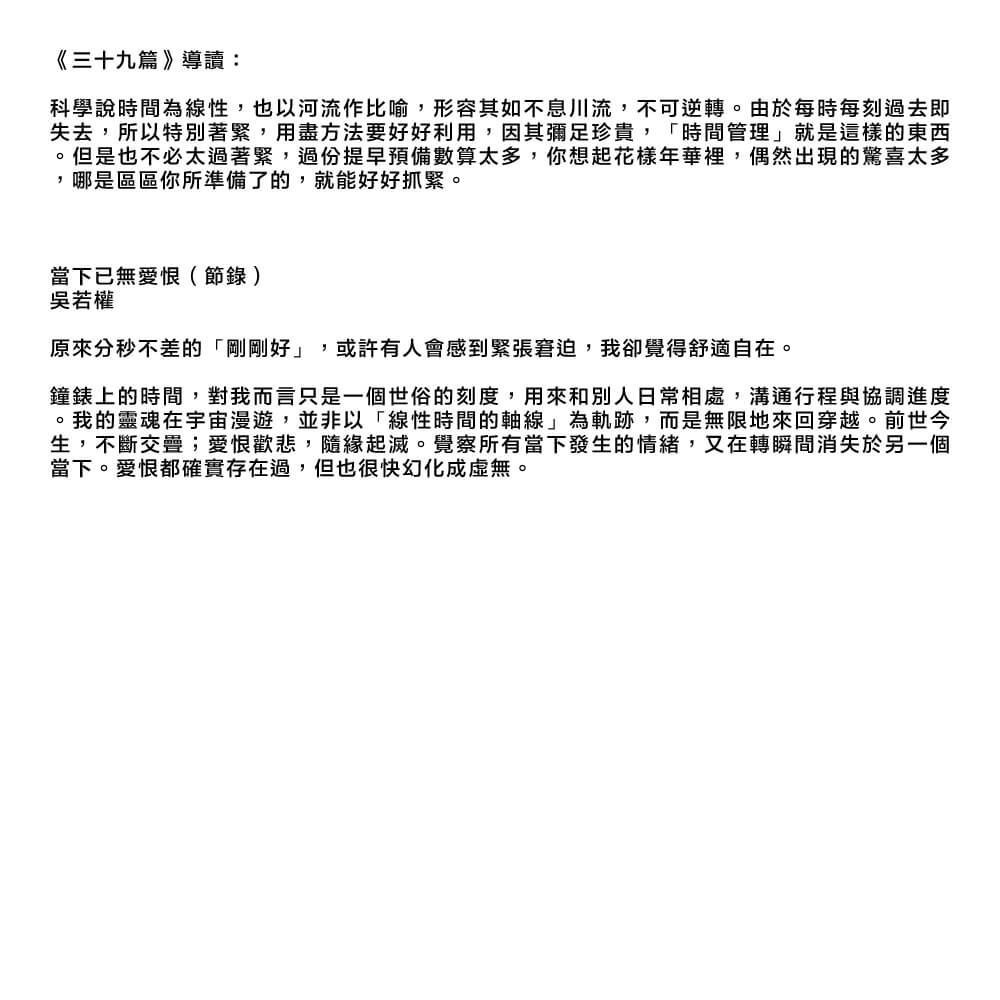 《三十九篇》導讀：
科學說時間為線性，也以河流作比喻，形容其如不息川流，不可逆轉。由於每時每刻過去即
失去，所以特別著緊，用盡方法要好好利用，因其彌足珍貴，「時間管理」就是這樣的東西
。但是也不必太過著緊，過份提早預備數算太多，你想起花樣年華裡，偶然出現的驚喜太多
，哪是區區你所準備了的，就能好好抓緊。
當下已無愛恨（節錄）
吳若權
原來分秒不差的「剛剛好」，或許有人會感到緊張窘迫，我卻覺得舒適自在。
鐘錶上的時間，對我而言只是一個世俗的刻度，用來和別人日常相處，溝通行程與協調進度
。我的靈魂在宇宙漫遊，並非以「線性時間的軸線」為軌跡，而是無限地來回穿越。前世今
生，不斷交疊；愛恨歡悲，隨緣起滅。覺察所有當下發生的情緒，又在轉瞬間消失於另一個
當下。愛恨都確實存在過，但也很快幻化成虛無。